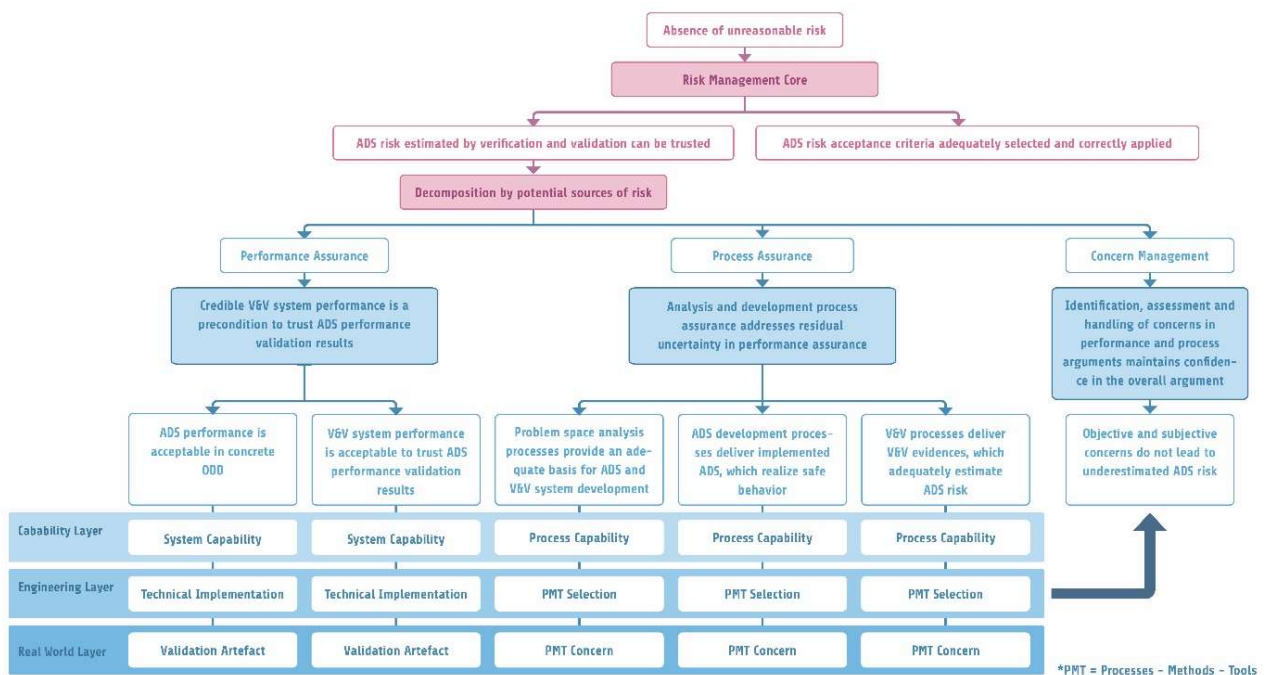 Absence of unreasonable risk
Risk Management Core
ADS risk estimated by verification and validation can be trusted
ADS risk acceptance criteria adequately selected and correctly applied
Decomposition by potential sources of risk
Performance Assurance
Process Assurance
Concern Management
Credible V&V system performance is a
precondition to trust ADS performance
validation results
Analysis and development process
assurance addresses residual
uncertainty in performance assurance
Identification, assessment and
handling of concerns in
performance and process
arguments maintains confiden-
ce in the overall argument
ADS performance is
acceptable in concrete
ODD
V&V system performance
is acceptable to trust ADS
performance validation
results
Problem space analysis
processes provide an ade-
quate basis for ADS and
V&V system development
ADS development proces-
ses deliver implemented
ADS, which realize safe
behavior
V&V processes deliver
V&V evidences, which
adequately estimate
ADS risk
Objective and subjective
concerns do not lead to
underestimated ADS risk
Cabability Layer
System Capability
System Capability
Process Capability
Process Capability
Process Capability
Engineering Layer
Technical Implementation
Technical Implementation
PMT Selection
PMT Selection
PMT Selection
Real World Layer
Validation Artefact
Validation Artefact
PMT Concern
PMT Concern
PMT Concern
*PMT = Processes - Methods - Tools